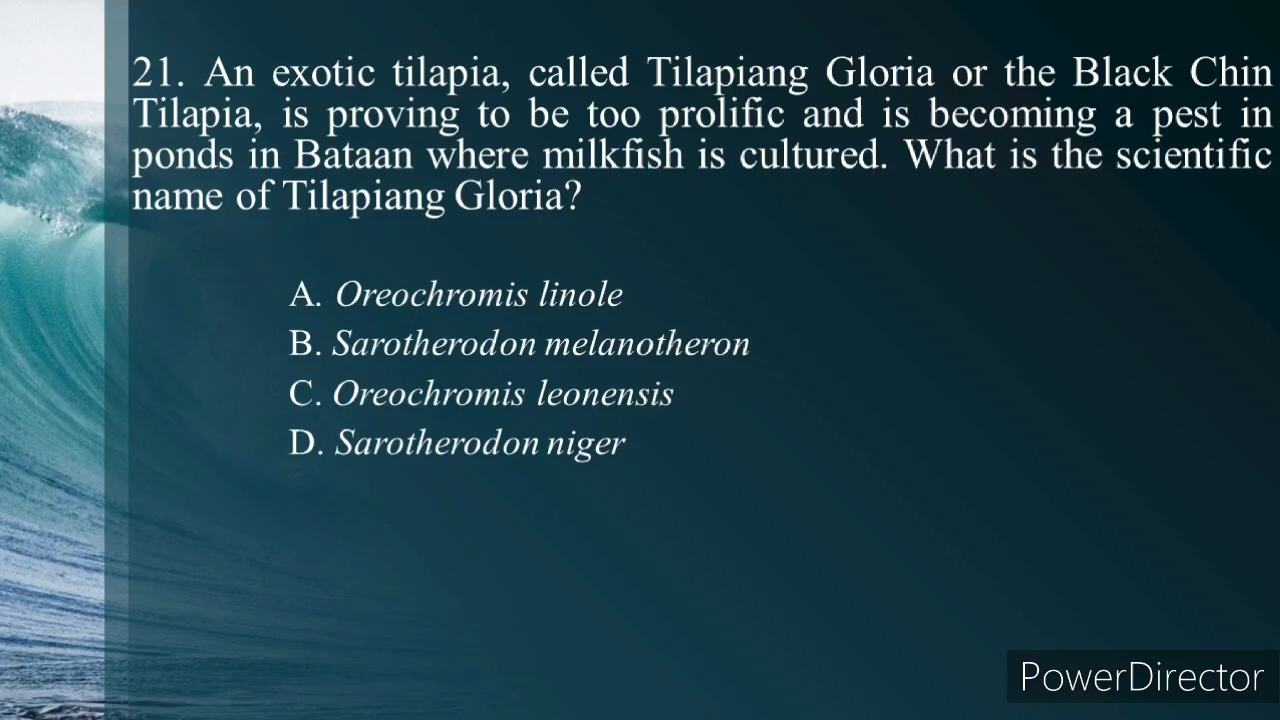 21. An exotic tilapia, called Tilapiang Gloria or the Black Chin
Tilapia, is proving to be too prolific and is becoming a pest in
ponds in Bataan where milkfish is cultured. What is the scientific
name of Tilapiang Gloria?
A. Oreochromis linole
B. Sarotherodon melanotheron
C. Oreochromis leonensis
D. Sarotherodon niger
PowerDirector